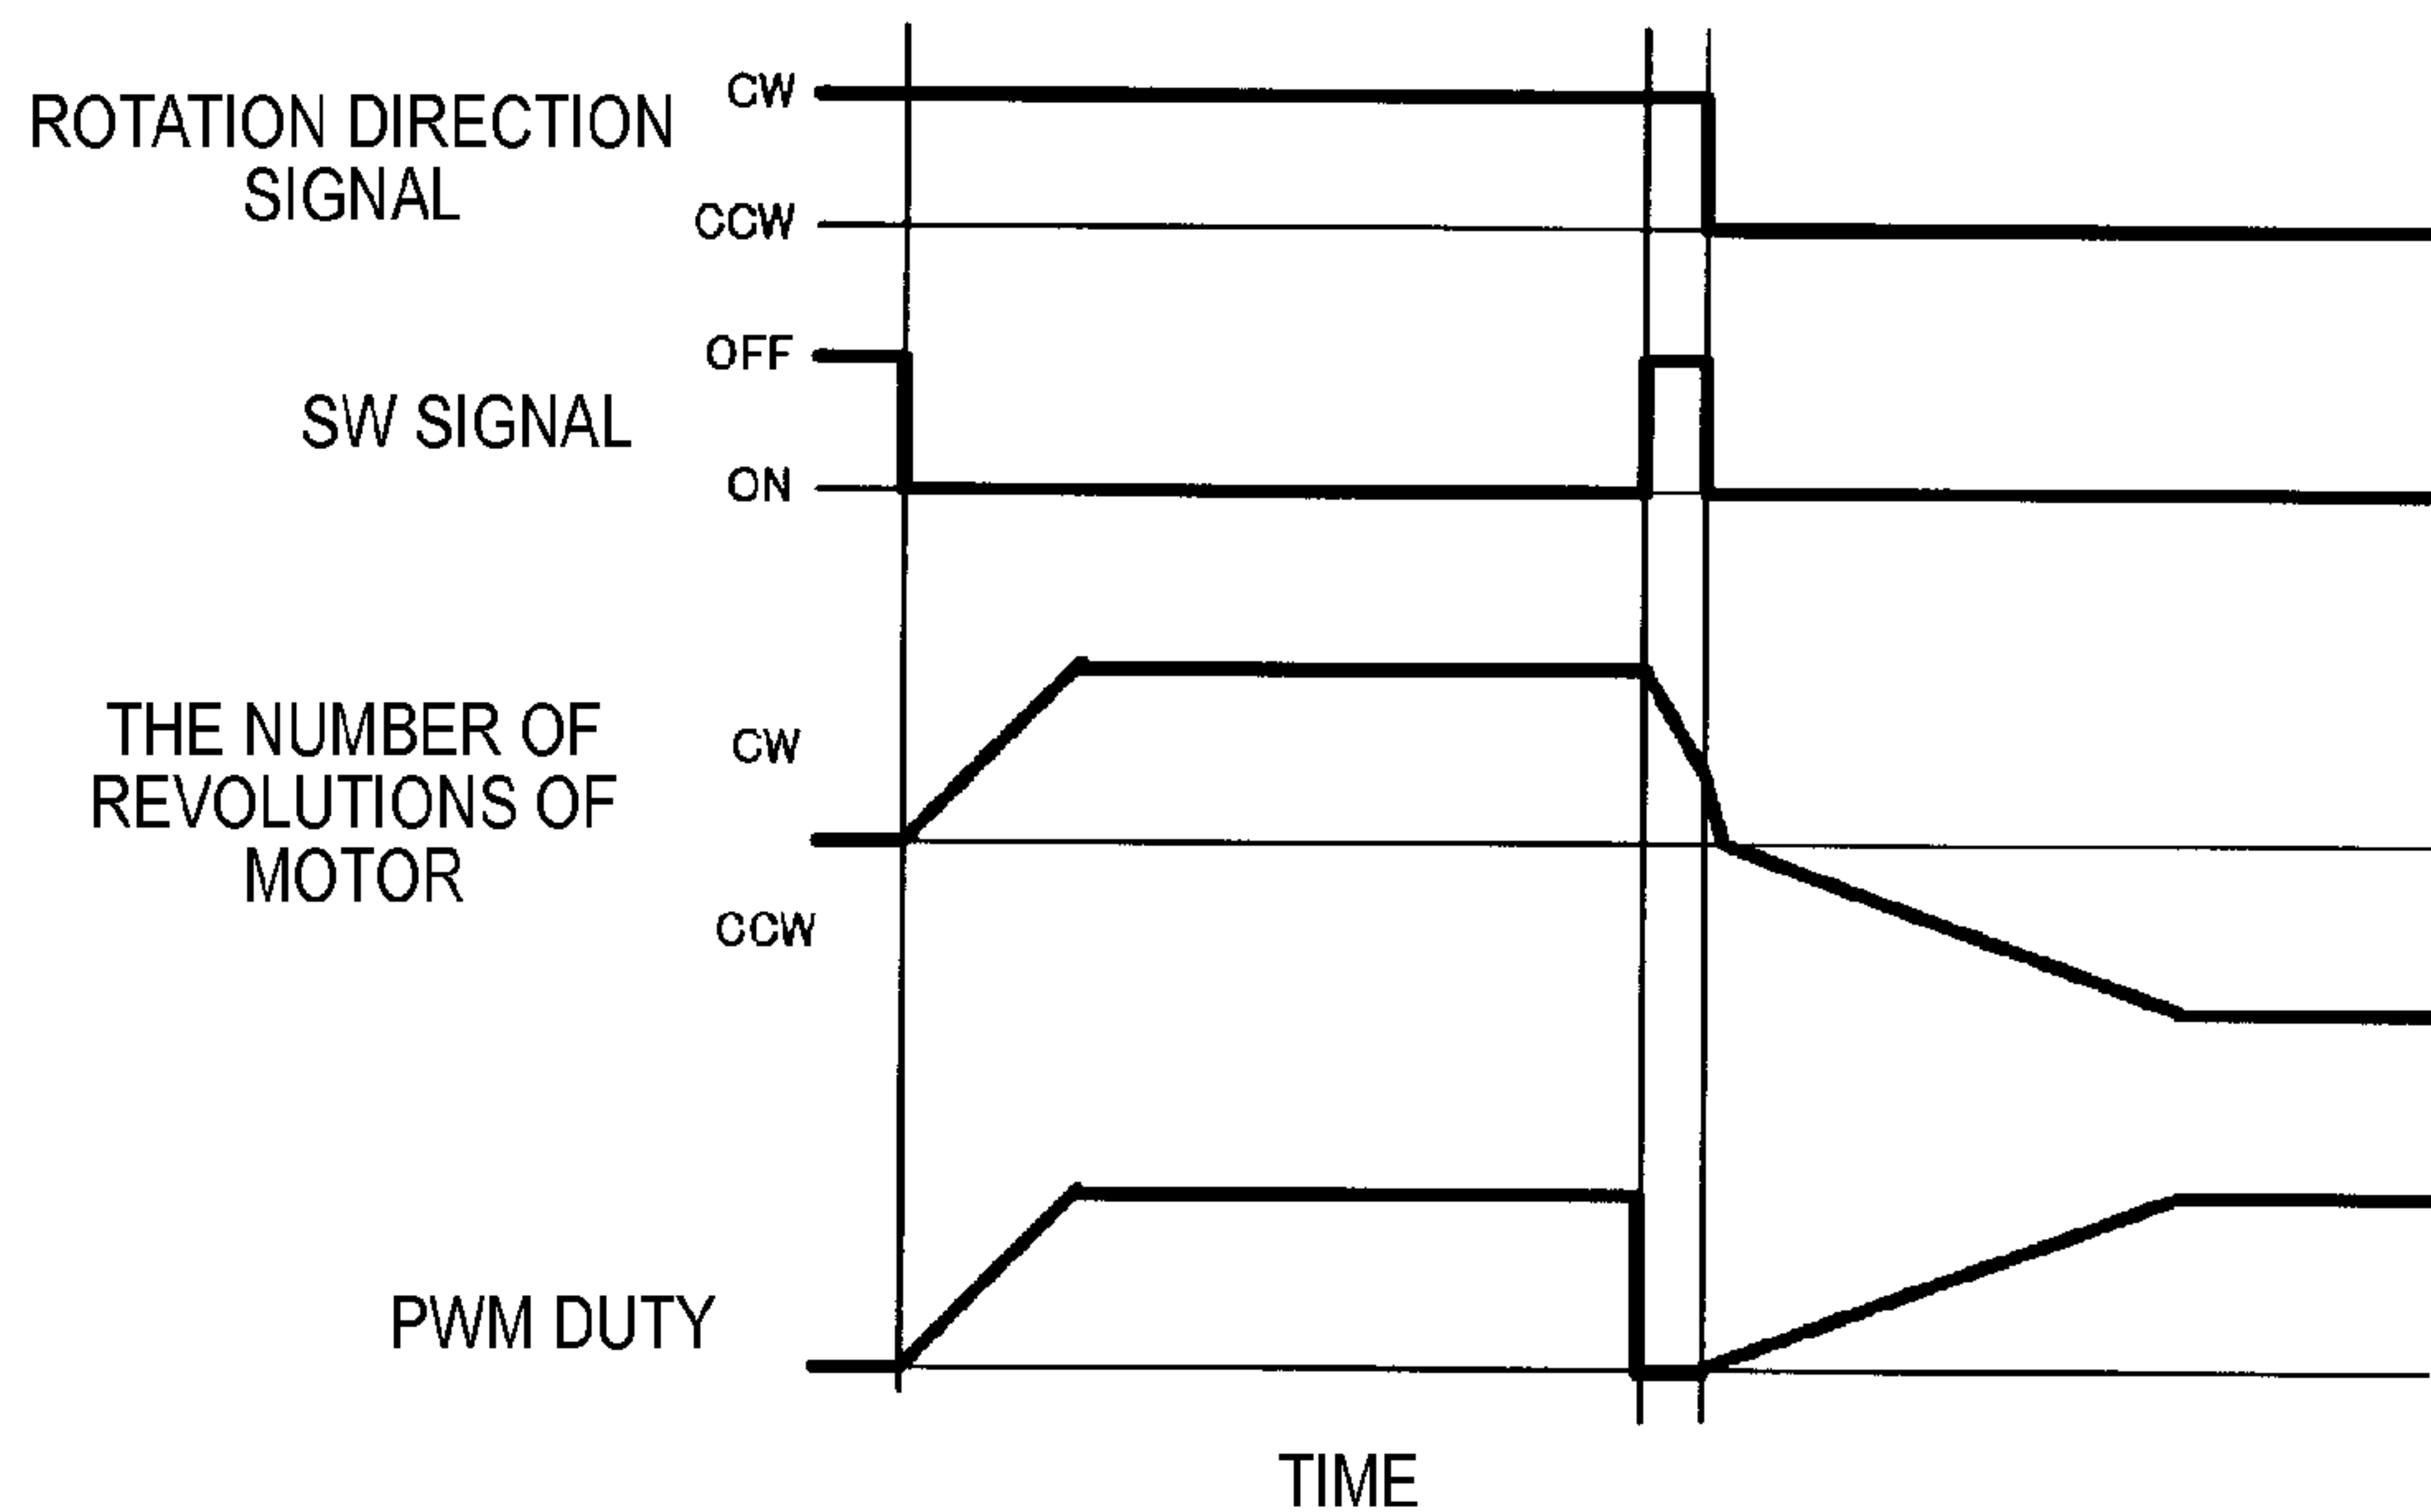 CW
ROTATION DIRECTION
SIGNAL
CCW
OFF
SW SIGNAL
ON
THE NUMBER OF
REVOLUTIONS OF
MOTOR
CW
CCW
PWM DUTY
TIME